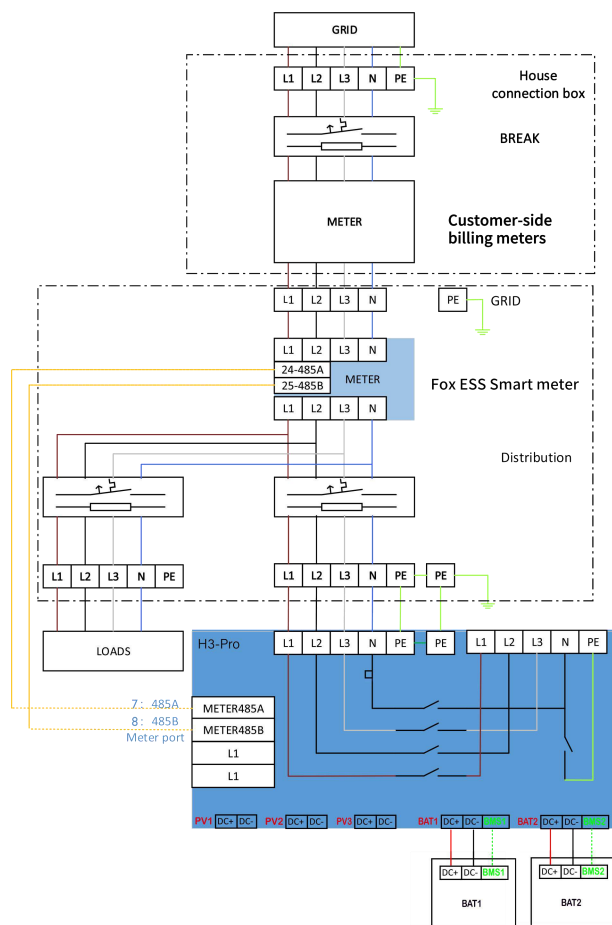 GRID
L1 L2 L3 N PE
House
connection box
BREAK
METER
Customer-side
billing meters
L1 L2 L3 N
PE
GRID
L1 L2 L3 N
24-485A
25-485B
METER
Fox ESS Smart meter
L1 L2 L3 N
Distribution
L1 L2 L3 N PE
L1 L2 L3 N PE PE
LOADS
H3-Pro
L1 L2 L3 N PE PE
L1 L2 L3 N PE
7: 485A
8: 485B
Meter port
METER485A
METER485B
L1
L1
PV1 DC+ DC-
PV2 DC+ DC-
PV3 DC+ DC-
BAT1 DC+ DC- BMS1
BAT2 DC+ DC- BMS2
DC+ DC- BMS1
BAT1
DC+ DC- BMS2
BAT2